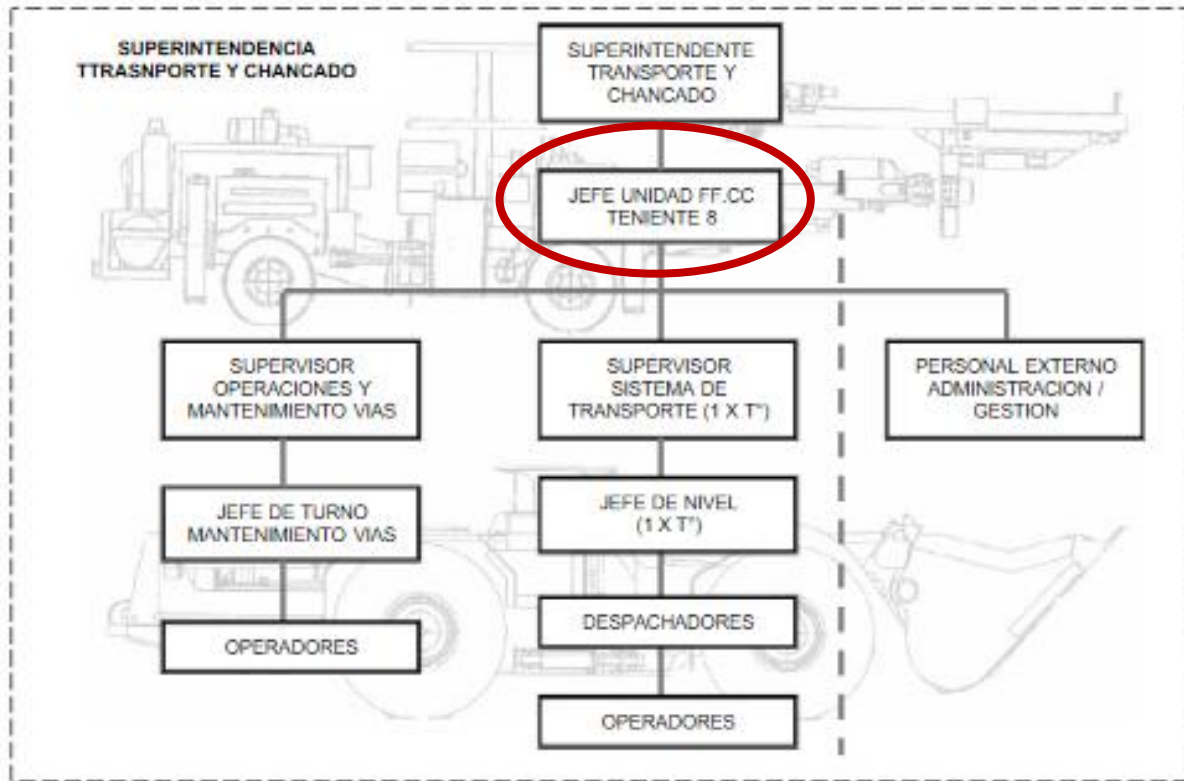 SUPERINTENDENCIA
TTRASNPORTE Y CHANCADO
SUPERINTENDENTE
TRANSPORTE Y
CHANCADO
JEFE UNIDAD FF.CC
TENIENTE 8
SUPERVISOR
OPERACIONES Y
MANTENIMIENTO VIAS
SUPERVISOR
SISTEMA DE
TRANSPORTE (1 X T°)
PERSONAL EXTERNO
ADMINISTRACION /
GESTION
JEFE DE TURNO
MANTENIMIENTO VIAS
JEFE DE NIVEL
(1 X T°)
OPERADORES
DESPACHADORES
OPERADORES